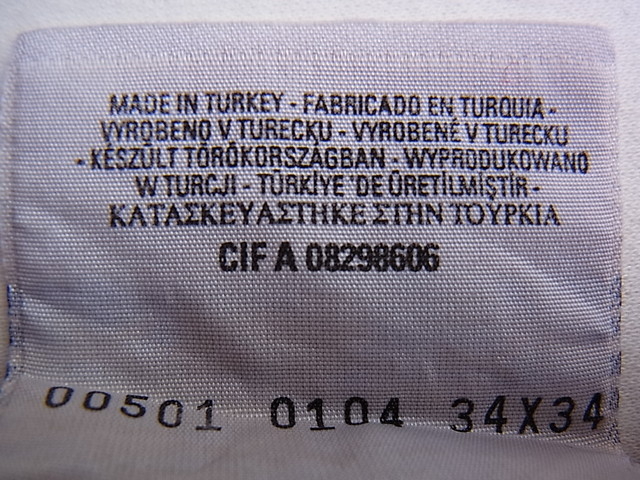 MADE IN TURKEY - FABRICADO EN TURQUIA -
VYROBENO V TURECKU - VYROBENÉ V TURECKU
- KÉSZÜLT TÖRÖKORSZÁGBAN - WYPRODUKOWANO
W TURCJI - TÜRKİYE 'DE ÜRETİLMİŞTİR -
ΚΑΤΑΣΚΕΥΑΣΤΗΚΕ ΣΤΗΝ ΤΟΥΡΚΙΑ
CIF A 08298606
00501 0104 34X34